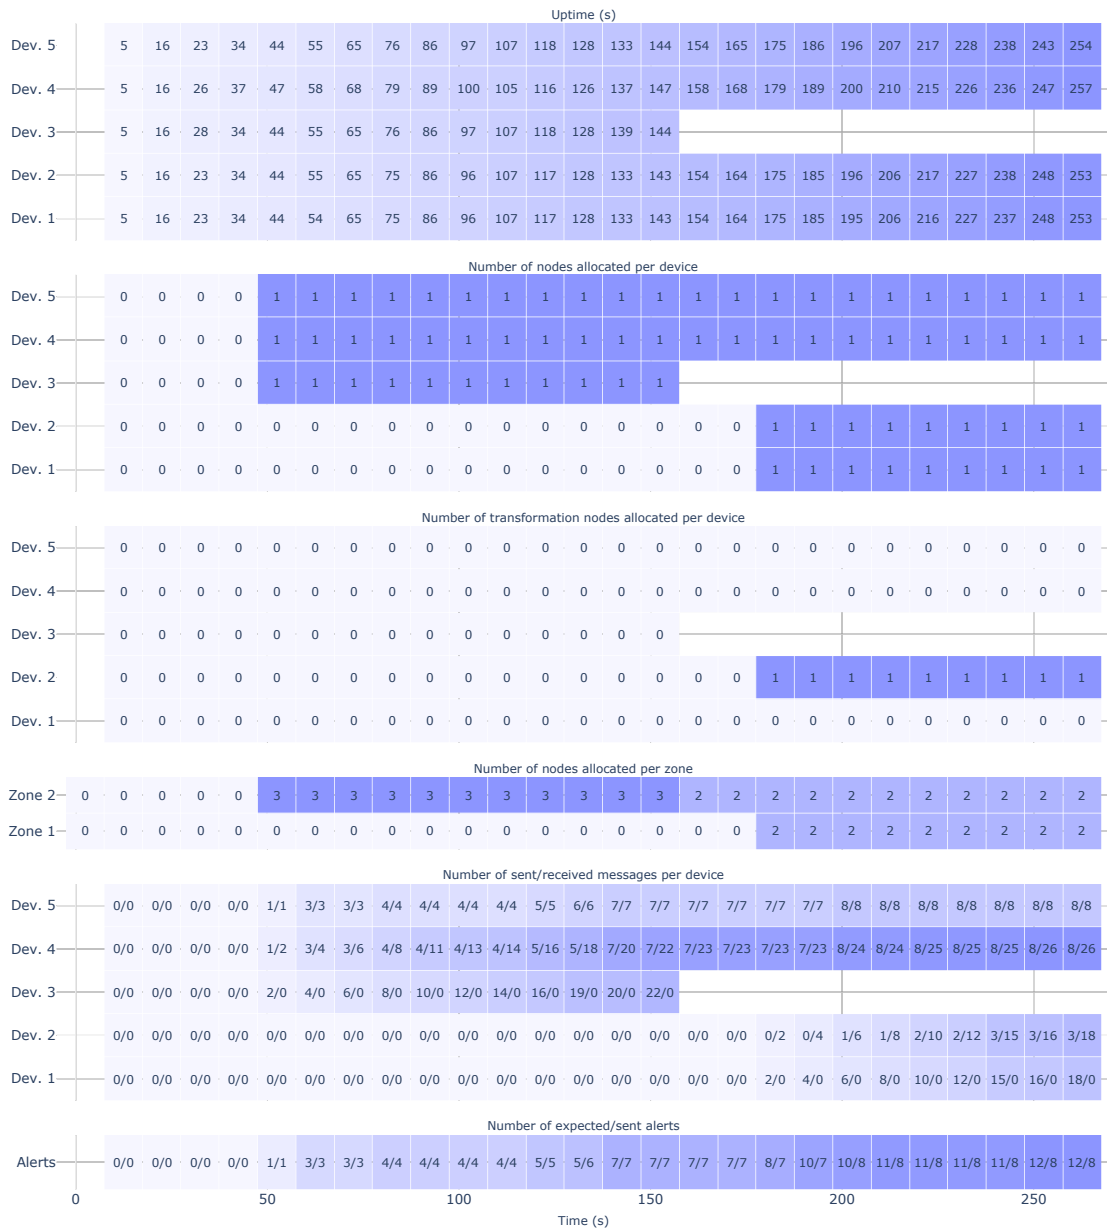 Uptime (s)
Dev. 5 5 16 23 34 44 55 65 76 86 97 107 118 128 133 144 154 165 175 186 196 207 217 228 238 243 254
Dev. 4 5 16 26 37 47 58 68 79 89 100 105 116 126 137 147 158 168 179 189 200 210 215 226 236 247 257
Dev. 3 5 16 28 34 44 55 65 76 86 97 107 118 128 139 144
Dev. 2 5 16 23 34 44 55 65 75 86 96 107 117 128 133 143 154 164 175 185 196 206 217 227 238 248 253
Dev. 1 5 16 23 34 44 54 65 75 86 96 107 117 128 133 143 154 164 175 185 195 206 216 227 237 248 253
Number of nodes allocated per device
Dev. 5 0 0 0 0 1 1 1 1 1 1 1 1 1 1 1 1 1 1 1 1 1 1 1 1 1 1
Dev. 4 0 0 0 0 1 1 1 1 1 1 1 1 1 1 1 1 1 1 1 1 1 1 1 1 1 1
Dev. 3 0 0 0 0 1 1 1 1 1 1 1 1 1 1 1
Dev. 2 0 0 0 0 0 0 0 0 0 0 0 0 0 0 0 0 0 1 1 1 1 1 1 1 1 1
Dev. 1 0 0 0 0 0 0 0 0 0 0 0 0 0 0 0 0 0 1 1 1 1 1 1 1 1 1
Number of transformation nodes allocated per device
Dev. 5 0 0 0 0 0 0 0 0 0 0 0 0 0 0 0 0 0 0 0 0 0 0 0 0 0 0
Dev. 4 0 0 0 0 0 0 0 0 0 0 0 0 0 0 0 0 0 0 0 0 0 0 0 0 0 0
Dev. 3 0 0 0 0 0 0 0 0 0 0 0 0 0 0 0
Dev. 2 0 0 0 0 0 0 0 0 0 0 0 0 0 0 0 0 0 1 1 1 1 1 1 1 1 1
Dev. 1 0 0 0 0 0 0 0 0 0 0 0 0 0 0 0 0 0 0 0 0 0 0 0 0 0 0
Number of nodes allocated per zone
Zone 2 0 0 0 0 0 3 3 3 3 3 3 3 3 3 3 3 2 2 2 2 2 2 2 2 2 2 2
Zone 1 0 0 0 0 0 0 0 0 0 0 0 0 0 0 0 0 0 0 2 2 2 2 2 2 2 2 2
Number of sent/received messages per device
Dev. 5 0/0 0/0 0/0 0/0 1/1 3/3 3/3 4/4 4/4 4/4 4/4 5/5 6/6 7/7 7/7 7/7 7/7 7/7 7/7 8/8 8/8 8/8 8/8 8/8 8/8 8/8
Dev. 4 0/0 0/0 0/0 0/0 1/2 3/4 3/6 4/8 4/11 4/13 4/14 5/16 5/18 7/20 7/22 7/23 7/23 7/23 7/23 8/24 8/24 8/25 8/25 8/25 8/26 8/26
Dev. 3 0/0 0/0 0/0 0/0 2/0 4/0 6/0 8/0 10/0 12/0 14/0 16/0 19/0 20/0 22/0
Dev. 2 0/0 0/0 0/0 0/0 0/0 0/0 0/0 0/0 0/0 0/0 0/0 0/0 0/0 0/0 0/0 0/0 0/0 0/2 0/4 1/6 1/8 2/10 2/12 3/15 3/16 3/18
Dev. 1 0/0 0/0 0/0 0/0 0/0 0/0 0/0 0/0 0/0 0/0 0/0 0/0 0/0 0/0 0/0 0/0 0/0 2/0 4/0 6/0 8/0 10/0 12/0 15/0 16/0 18/0
Number of expected/sent alerts
Alerts 0/0 0/0 0/0 0/0 1/1 3/3 3/3 4/4 4/4 4/4 4/4 5/5 5/6 7/7 7/7 7/7 7/7 8/7 10/7 10/8 11/8 11/8 11/8 11/8 12/8 12/8
0 50 100 150 200 250
Time (s)